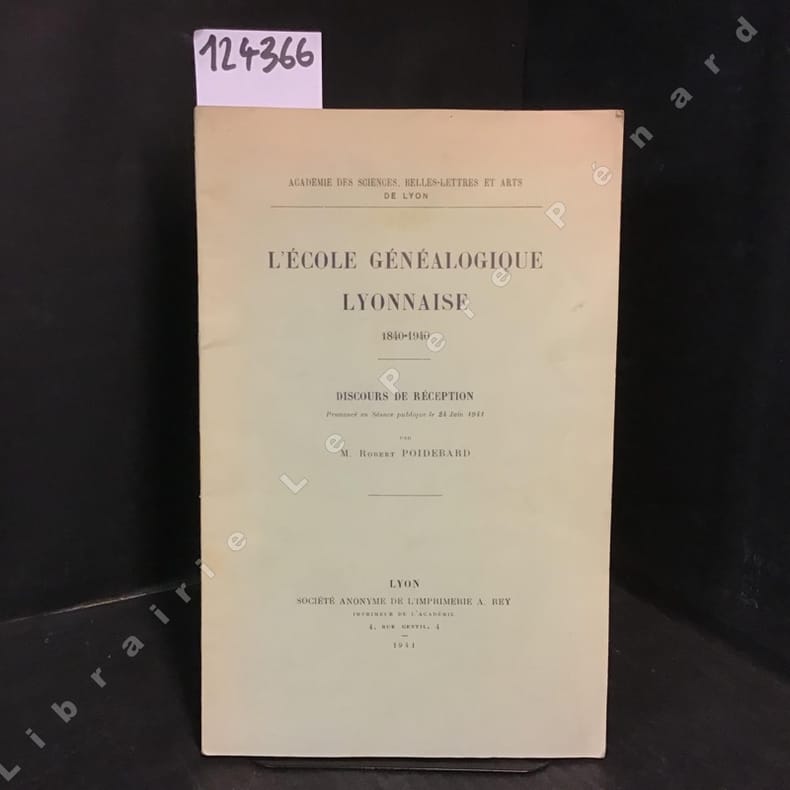 124366
ACADÉMIE DES SCIENCES, BELLES-LETTRES ET ARTS
DE LYON
L'ÉCOLE GÉNÉALOGIQUE
LYONNAISE
1840-1940
DISCOURS DE RÉCEPTION
Prononcé en Séance publique le 24 Juin 1941
PAR
M. ROBERT POIDEBARD
LYON
SOCIÉTÉ ANONYME DE L'IMPRIMERIE A. REY
IMPRIMEUR DE L'ACADÉMIE
4, RUE GENTIL, 4
1941
Librairie Le Père Pénard